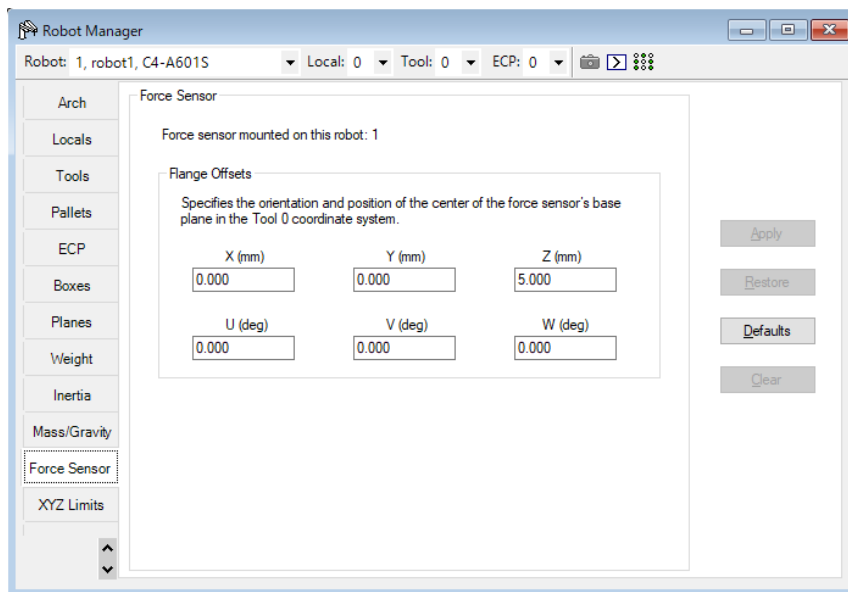 Robot Manager
Robot: 1, robot1, C4-A601S Local: 0 Tool: 0 ECP: 0
Arch
Locals
Tools
Pallets
ECP
Boxes
Planes
Weight
Inertia
Mass/Gravity
Force Sensor
XYZ Limits
Force Sensor
Force sensor mounted on this robot: 1
Flange Offsets
Specifies the orientation and position of the center of the force sensor's base
plane in the Tool 0 coordinate system.
X (mm) Y (mm) Z (mm)
0.000 0.000 5.000
U (deg) V (deg) W (deg)
0.000 0.000 0.000
Apply
Restore
Defaults
Clear